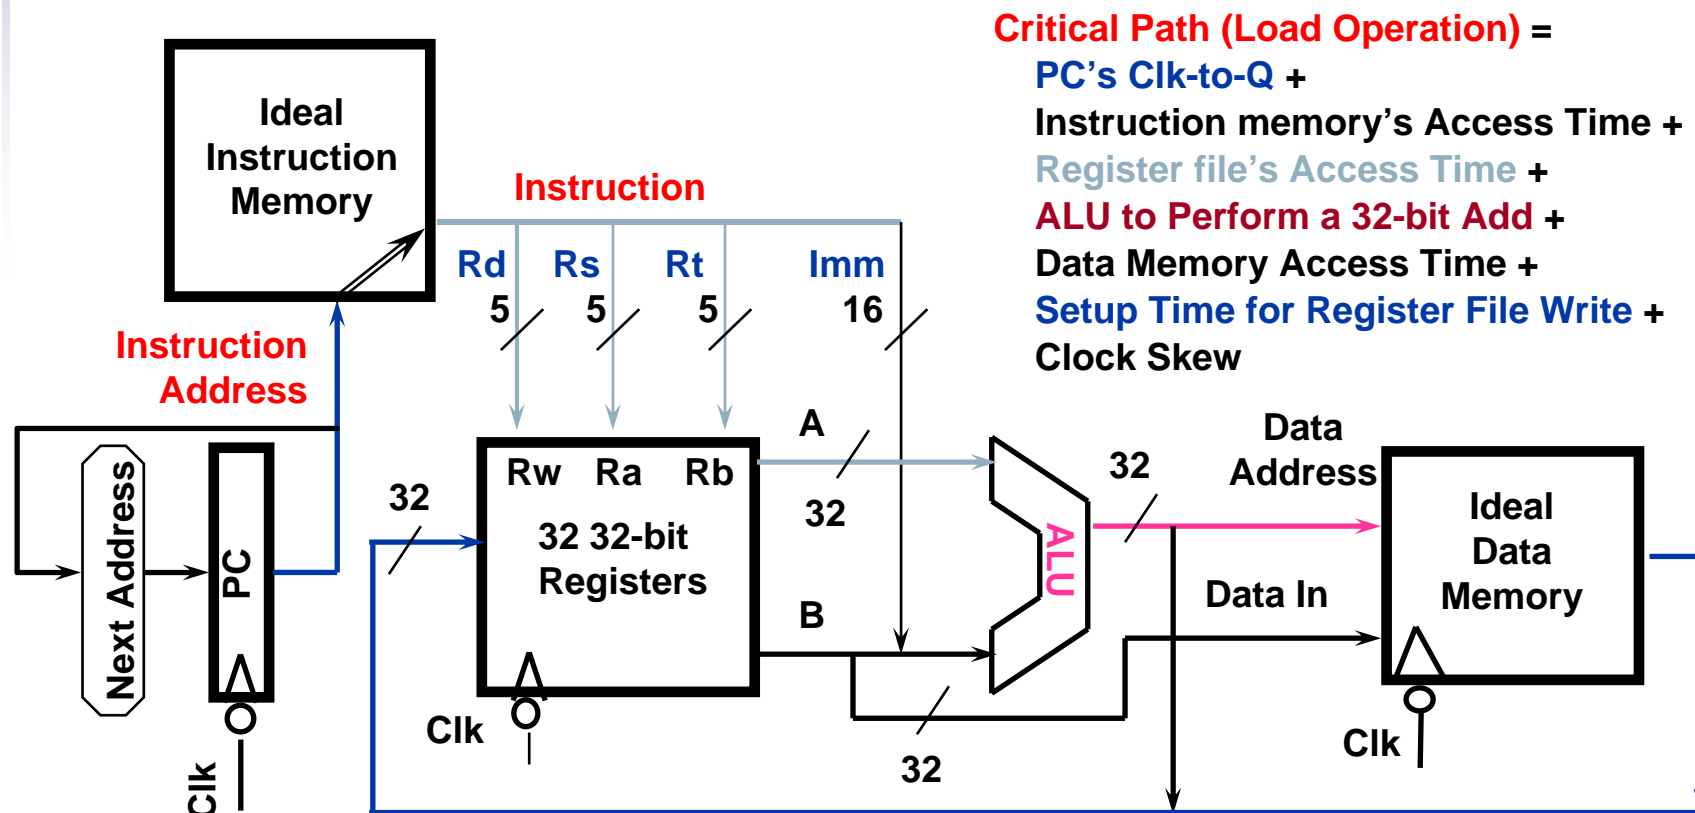 Critical Path (Load Operation) =
PC's Clk-to-Q +
Instruction memory's Access Time +
Register file's Access Time +
ALU to Perform a 32-bit Add +
Data Memory Access Time +
Setup Time for Register File Write +
Clock Skew
Ideal
Instruction
Memory
Instruction
Rd
Rs
Rt
Imm
5
5
5
16
Instruction
Address
Next Address
PC
Clk
32
Rw
Ra
Rb
32 32-bit
Registers
Clk
A
32
B
32
ALU
32
Data
Address
Data In
Ideal
Data
Memory
Clk